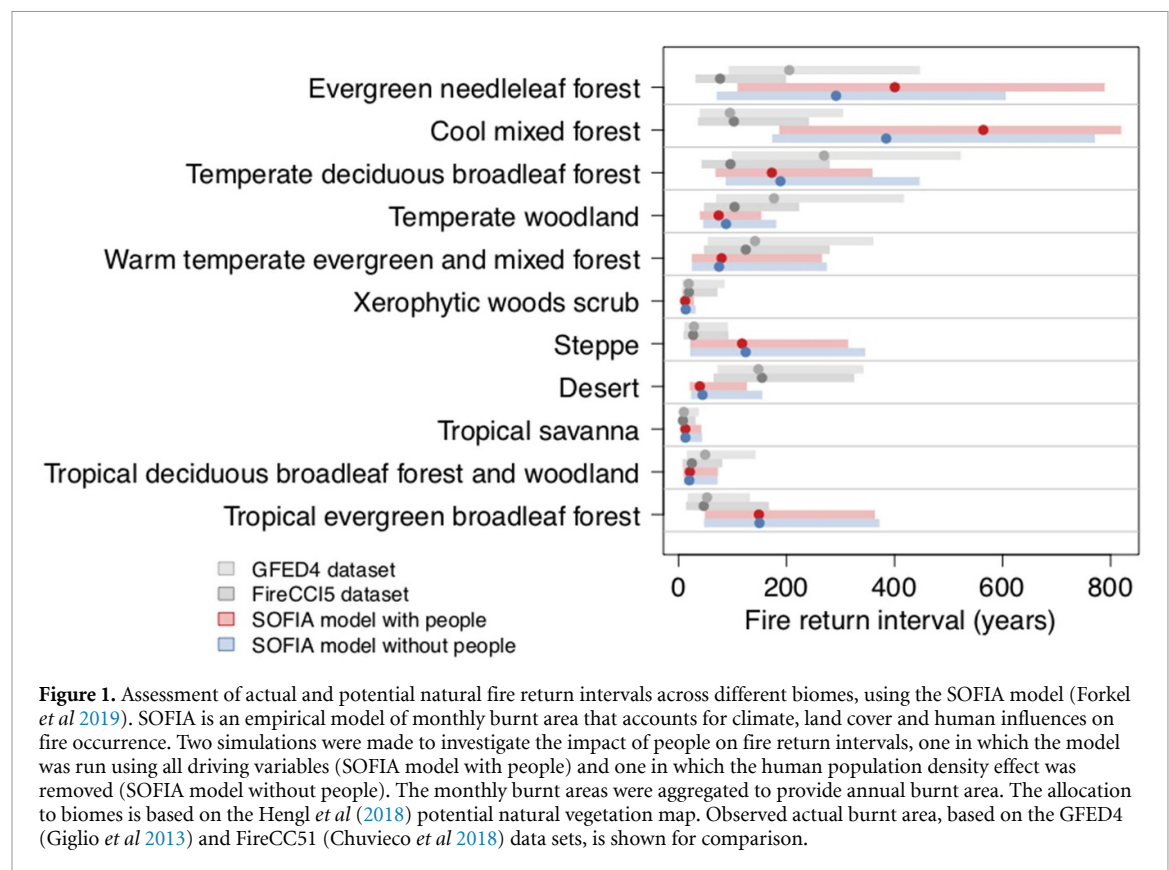 Evergreen needleleaf forest
Cool mixed forest
Temperate deciduous broadleaf forest
Temperate woodland
Warm temperate evergreen and mixed forest
Xerophytic woods scrub
Steppe
Desert
Tropical savanna
Tropical deciduous broadleaf forest and woodland
Tropical evergreen broadleaf forest
0 200 400 600 800
Fire return interval (years)
GFED4 dataset
FireCCI5 dataset
SOFIA model with people
SOFIA model without people
Figure 1. Assessment of actual and potential natural fire return intervals across different biomes, using the SOFIA model (Forkel
et al 2019). SOFIA is an empirical model of monthly burnt area that accounts for climate, land cover and human influences on
fire occurrence. Two simulations were made to investigate the impact of people on fire return intervals, one in which the model
was run using all driving variables (SOFIA model with people) and one in which the human population density effect was
removed (SOFIA model without people). The monthly burnt areas were aggregated to provide annual burnt area. The allocation
to biomes is based on the Hengl et al (2018) potential natural vegetation map. Observed actual burnt area, based on the GFED4
(Giglio et al 2013) and FireCC51 (Chuvieco et al 2018) data sets, is shown for comparison.